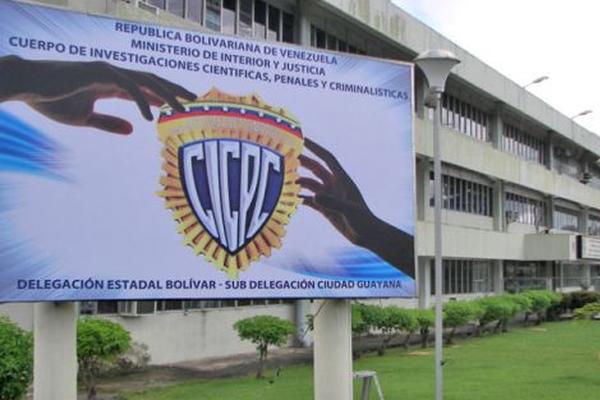 REPUBLICA BOLIVARIANA DE VENEZUELA
MINISTERIO DE INTERIOR Y JUSTICIA
CUERPO DE INVESTIGACIONES CIENTIFICAS, PENALES Y CRIMINALISTICAS
CICPC
DELEGACIÓN ESTADAL BOLÍVAR - SUB DELEGACIÓN CIUDAD GUAYANA